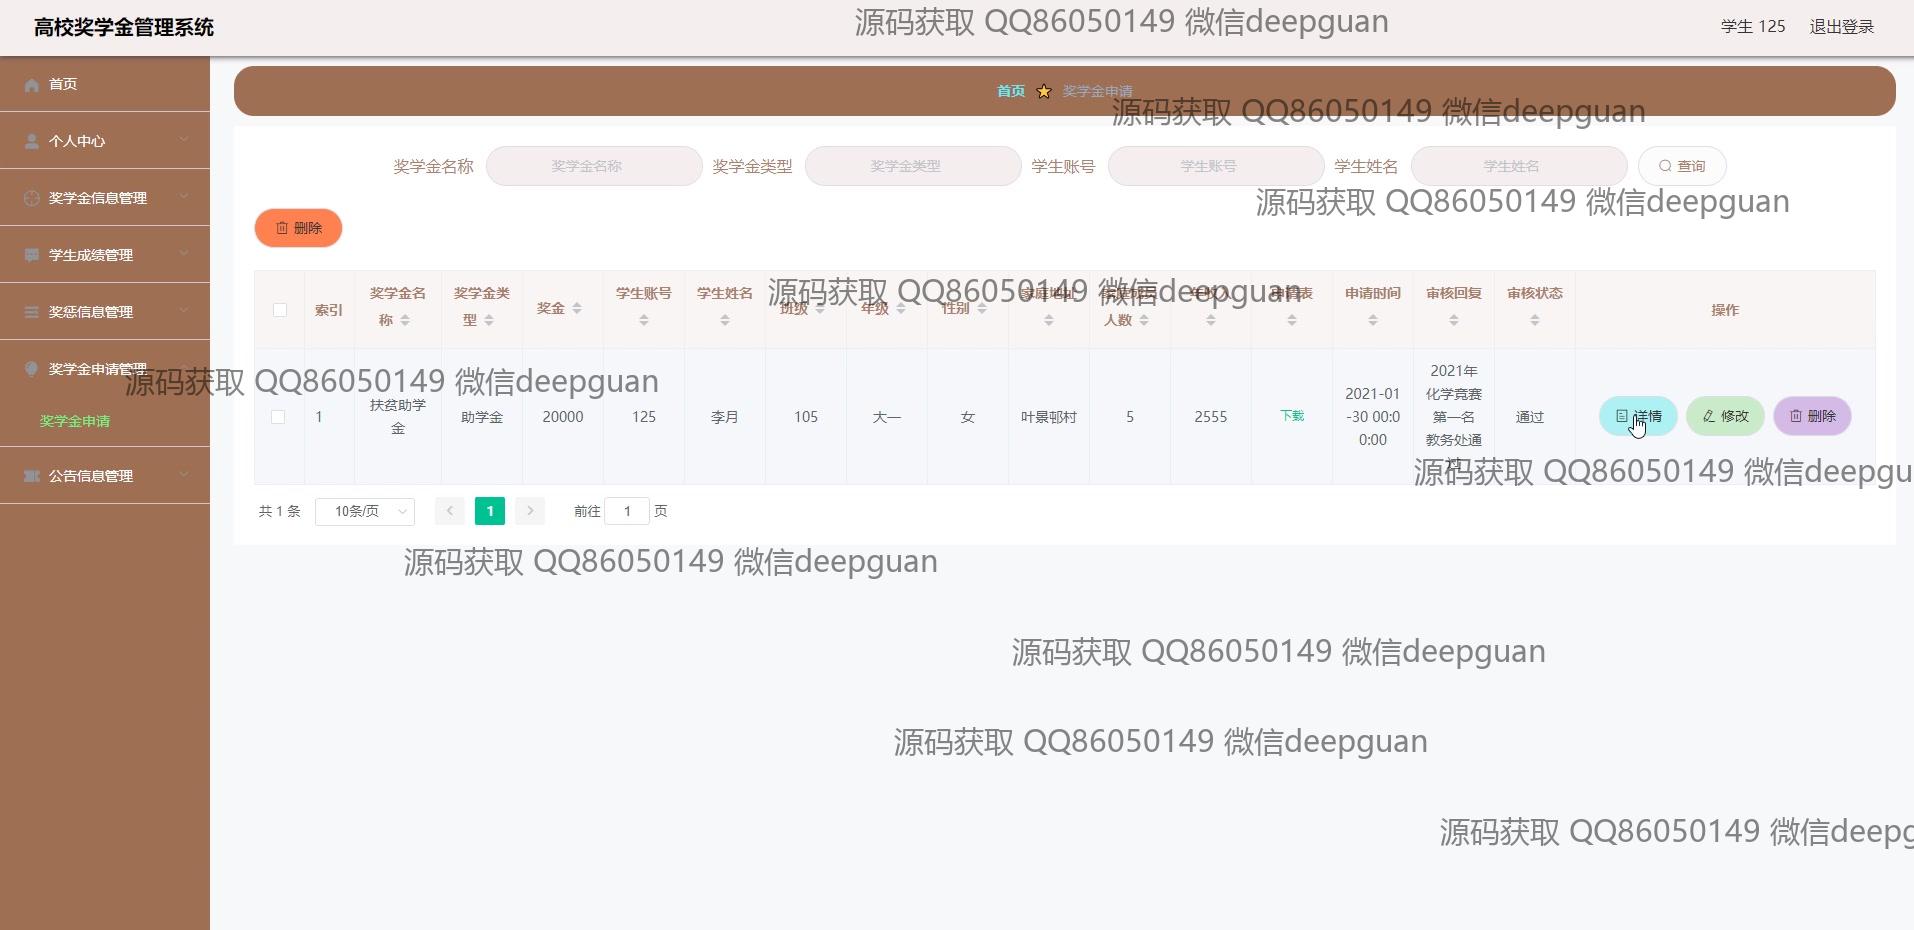 高校奖学金管理系统
源码获取 QQ86050149 微信deepguan
学生 125
退出登录
首页
个人中心
奖学金信息管理
学生成绩管理
奖惩信息管理
奖学金申请管理
奖学金申请
公告信息管理
首页
奖学金申请
源码获取 QQ86050149 微信deepguan
奖学金名称
奖学金名称
奖学金类型
奖学金类型
学生账号
学生账号
学生姓名
学生姓名
查询
源码获取 QQ86050149 微信deepguan
删除
源码获取 QQ86050149 微信deepguan
索引
奖学金名
称
奖学金类
型
奖金
学生账号
学生姓名
班级
年级
性别
家庭地址
家庭成员
人数
年收入
申请表
申请时间
审核回复
审核状态
操作
源码获取 QQ86050149 微信deepguan
1
扶贫助学
金
助学金
20000
125
李月
105
大一
女
叶景邨村
5
2555
下载
2021-01
-30 00:0
0:00
2021年
化学竞赛
第一名
教务处通
过
通过
详情
修改
删除
源码获取 QQ86050149 微信deepgu
共 1 条
10条/页
1
前往
1
页
源码获取 QQ86050149 微信deepguan
源码获取 QQ86050149 微信deepguan
源码获取 QQ86050149 微信deepguan
源码获取 QQ86050149 微信deepg